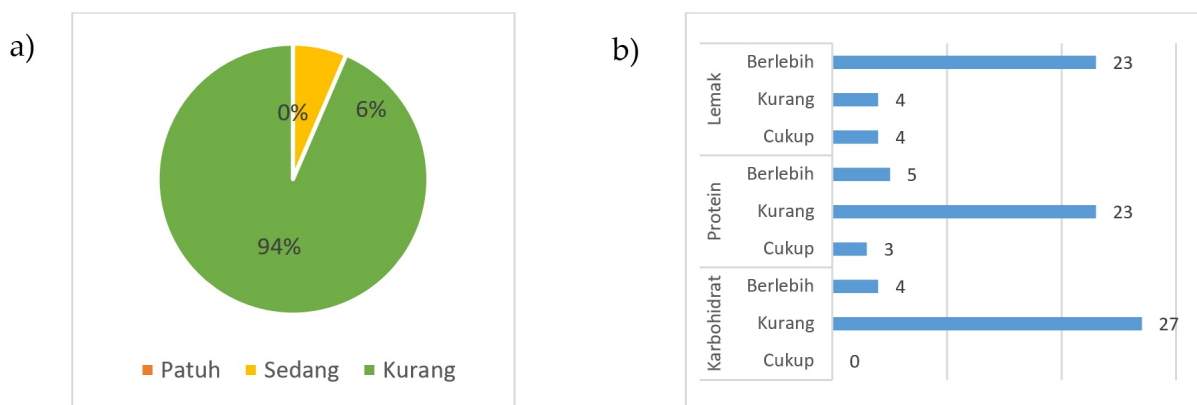 a)
0%
6%
94%
Patuh Sedang Kurang
b)
Lemak
Berlebih 23
Kurang 4
Cukup 4
Protein
Berlebih 5
Kurang 23
Cukup 3
Karbohidrat
Berlebih 4
Kurang 27
Cukup 0